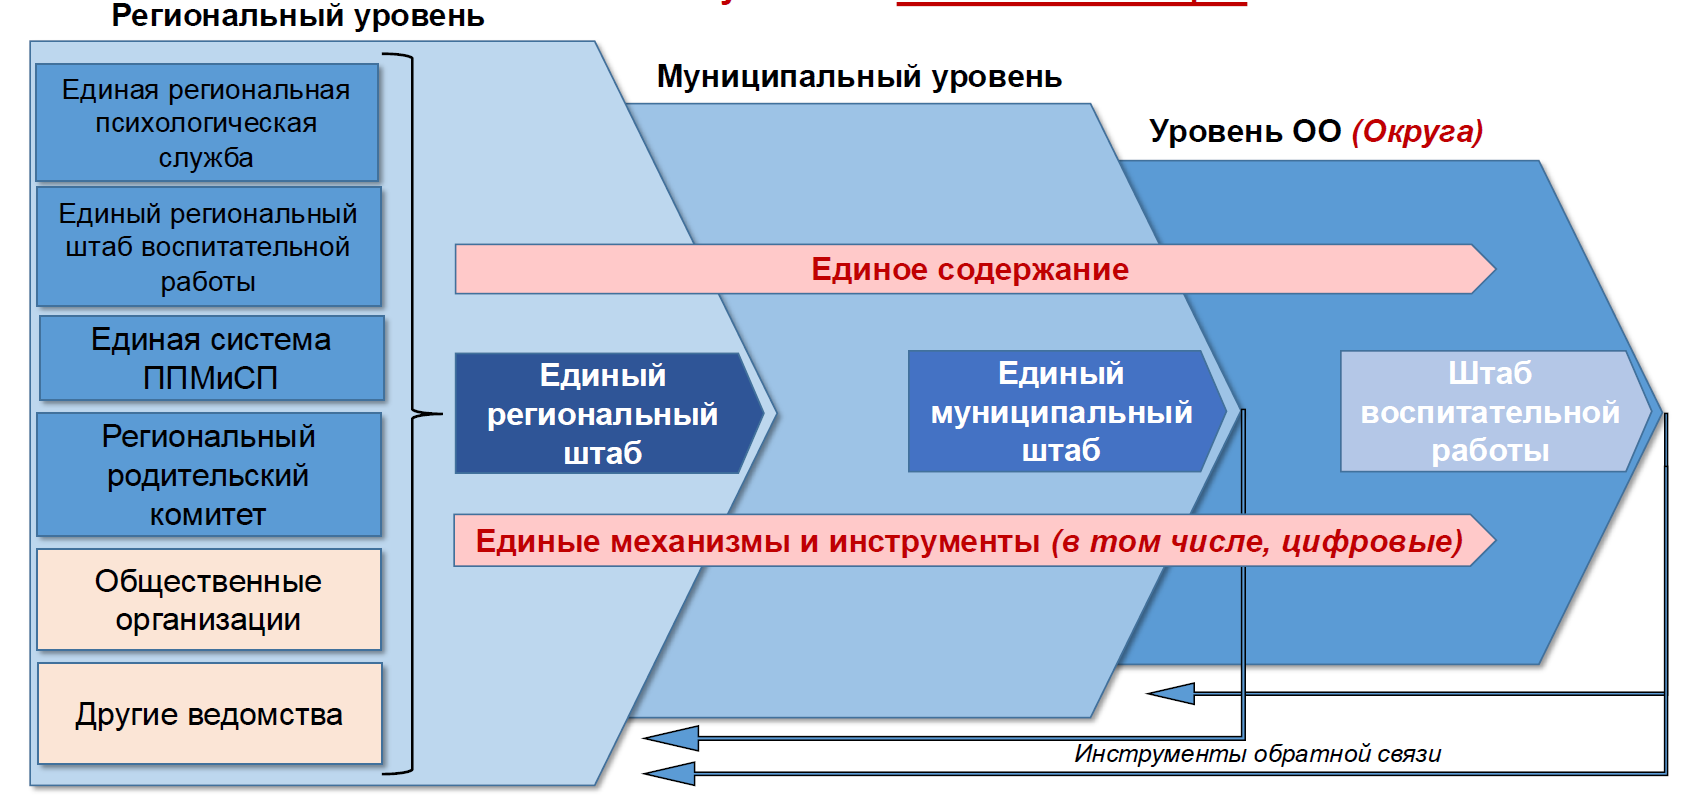 Региональный уровень
Единая региональная
психологическая
служба
Единый региональный
штаб воспитательной
работы
Единая система
ППМиСП
Региональный
родительский
комитет
Общественные
организации
Другие ведомства
Муниципальный уровень
Уровень ОО (Округа)
Единое содержание
Единый
региональный
штаб
Единый
муниципальный
штаб
Штаб
воспитательной
работы
Единые механизмы и инструменты (в том числе, цифровые)
Инструменты обратной связи